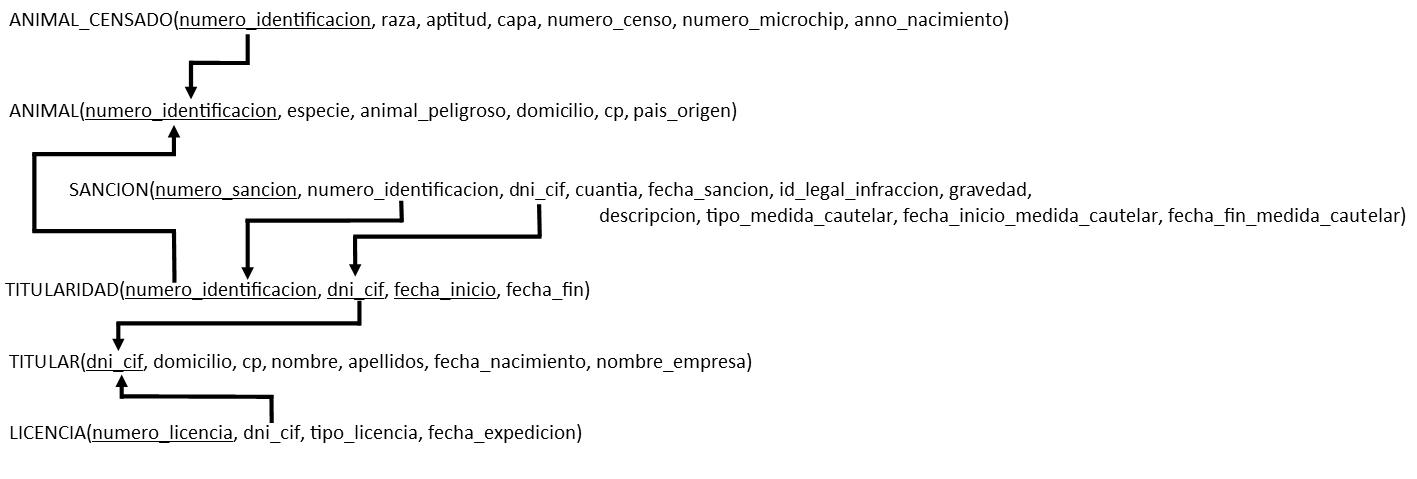 ANIMAL_CENSADO(numero_identificacion, raza, aptitud, capa, numero_censo, numero_microchip, anno_nacimiento)
ANIMAL(numero_identificacion, especie, animal_peligroso, domicilio, cp, pais_origen)
SANCION(numero_sancion, numero_identificacion, dni_cif, cuantia, fecha_sancion, id_legal_infraccion, gravedad,
descripcion, tipo_medida_cautelar, fecha_inicio_medida_cautelar, fecha_fin_medida_cautelar)
TITULARIDAD(numero_identificacion, dni_cif, fecha_inicio, fecha_fin)
TITULAR(dni_cif, domicilio, cp, nombre, apellidos, fecha_nacimiento, nombre_empresa)
LICENCIA(numero_licencia, dni_cif, tipo_licencia, fecha_expedicion)